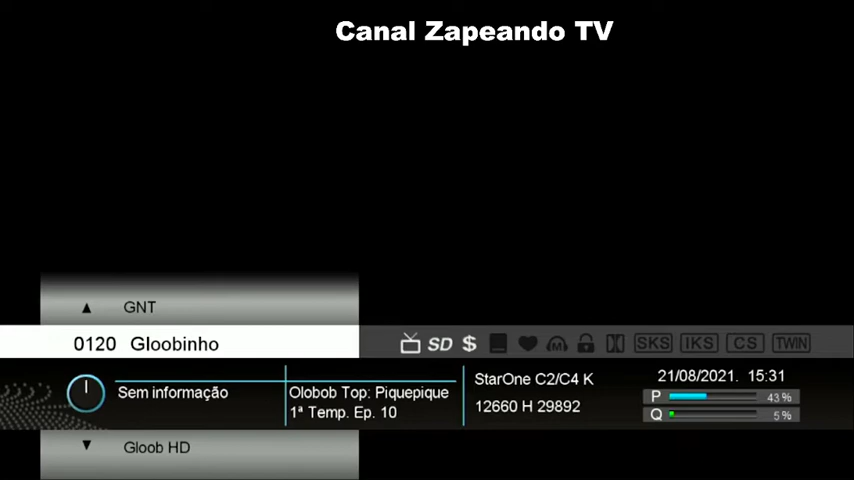 Canal Zapeando TV
GNT
0120 Gloobinho
SD $ SKS IKS CS TWIN
Sem informação
Olobob Top: Piquepique
1ª Temp. Ep. 10
StarOne C2/C4 K
12660 H 29892
21/08/2021. 15:31
P 43 %
Q 5 %
Gloob HD